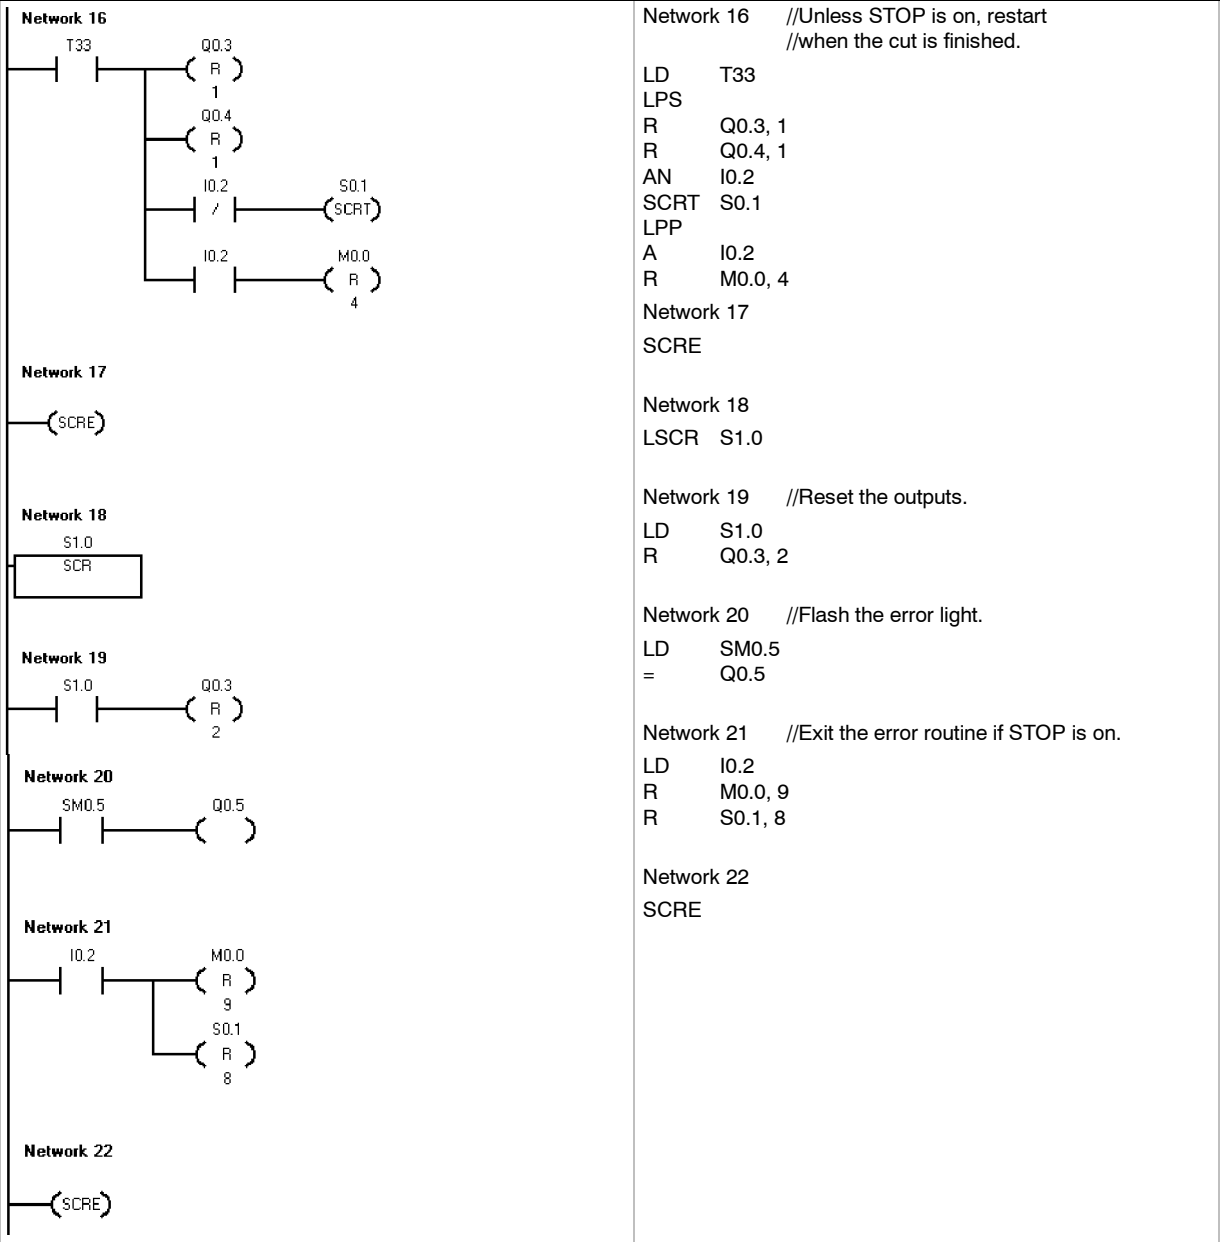 Network 16
T33
Q0.3
( R )
1
Q0.4
( R )
1
I0.2
/
S0.1
(SCRT)
I0.2
M0.0
( R )
4
Network 17
(SCRE)
Network 18
S1.0
SCR
Network 19
S1.0
Q0.3
( R )
2
Network 20
SM0.5
Q0.5
( )
Network 21
I0.2
M0.0
( R )
9
S0.1
( R )
8
Network 22
(SCRE)
Network 16 //Unless STOP is on, restart
//when the cut is finished.
LD T33
LPS
R Q0.3, 1
R Q0.4, 1
AN I0.2
SCRT S0.1
LPP
A I0.2
R M0.0, 4
Network 17
SCRE
Network 18
LSCR S1.0
Network 19 //Reset the outputs.
LD S1.0
R Q0.3, 2
Network 20 //Flash the error light.
LD SM0.5
= Q0.5
Network 21 //Exit the error routine if STOP is on.
LD I0.2
R M0.0, 9
R S0.1, 8
Network 22
SCRE